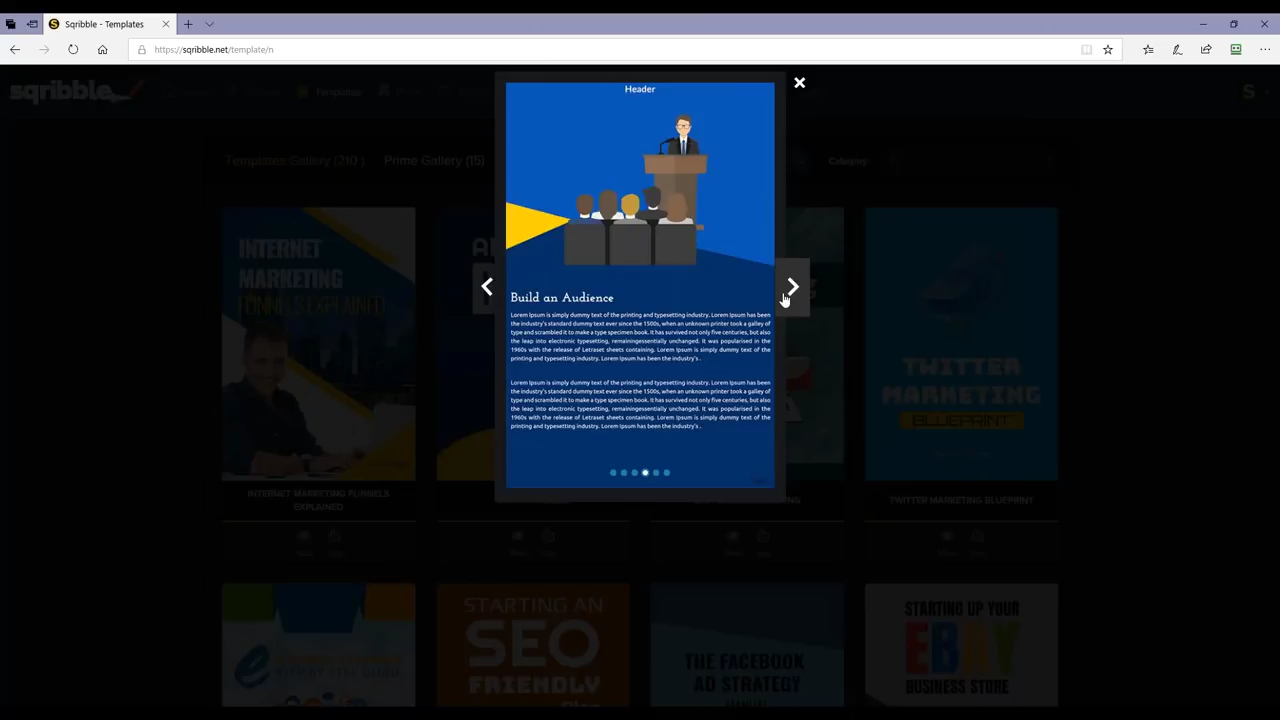 Sqribble - Templates
https://sqribble.net/template/n
sqribble
Templates
S
Templates Gallery (210 )
Prime Gallery (15)
Category
Header
Build an Audience
Lorem Ipsum is simply dummy text of the printing and typesetting industry. Lorem Ipsum has been
the industry's standard dummy text ever since the 1500s, when an unknown printer took a galley of
type and scrambled it to make a type specimen book. It has survived not only five centuries, but also
the leap into electronic typesetting, remainingessentially unchanged. It was popularised in the
1960s with the release of Letraset sheets containing. Lorem Ipsum is simply dummy text of the
printing and typesetting industry. Lorem Ipsum has been the industry's .
Lorem Ipsum is simply dummy text of the printing and typesetting industry. Lorem Ipsum has been
the industry's standard dummy text ever since the 1500s, when an unknown printer took a galley of
type and scrambled it to make a type specimen book. It has survived not only five centuries, but also
the leap into electronic typesetting, remainingessentially unchanged. It was popularised in the
1960s with the release of Letraset sheets containing. Lorem Ipsum is simply dummy text of the
printing and typesetting industry. Lorem Ipsum has been the industry's .
INTERNET
MARKETING
FUNNELS EXPLAINED
TWITTER
MARKETING
BLUEPRINT
INTERNET MARKETING FUNNELS
EXPLAINED
TWITTER MARKETING BLUEPRINT
STARTING AN
SEO
FRIENDLY
THE FACEBOOK
AD STRATEGY
STARTING UP YOUR
EBAY
BUSINESS STORE